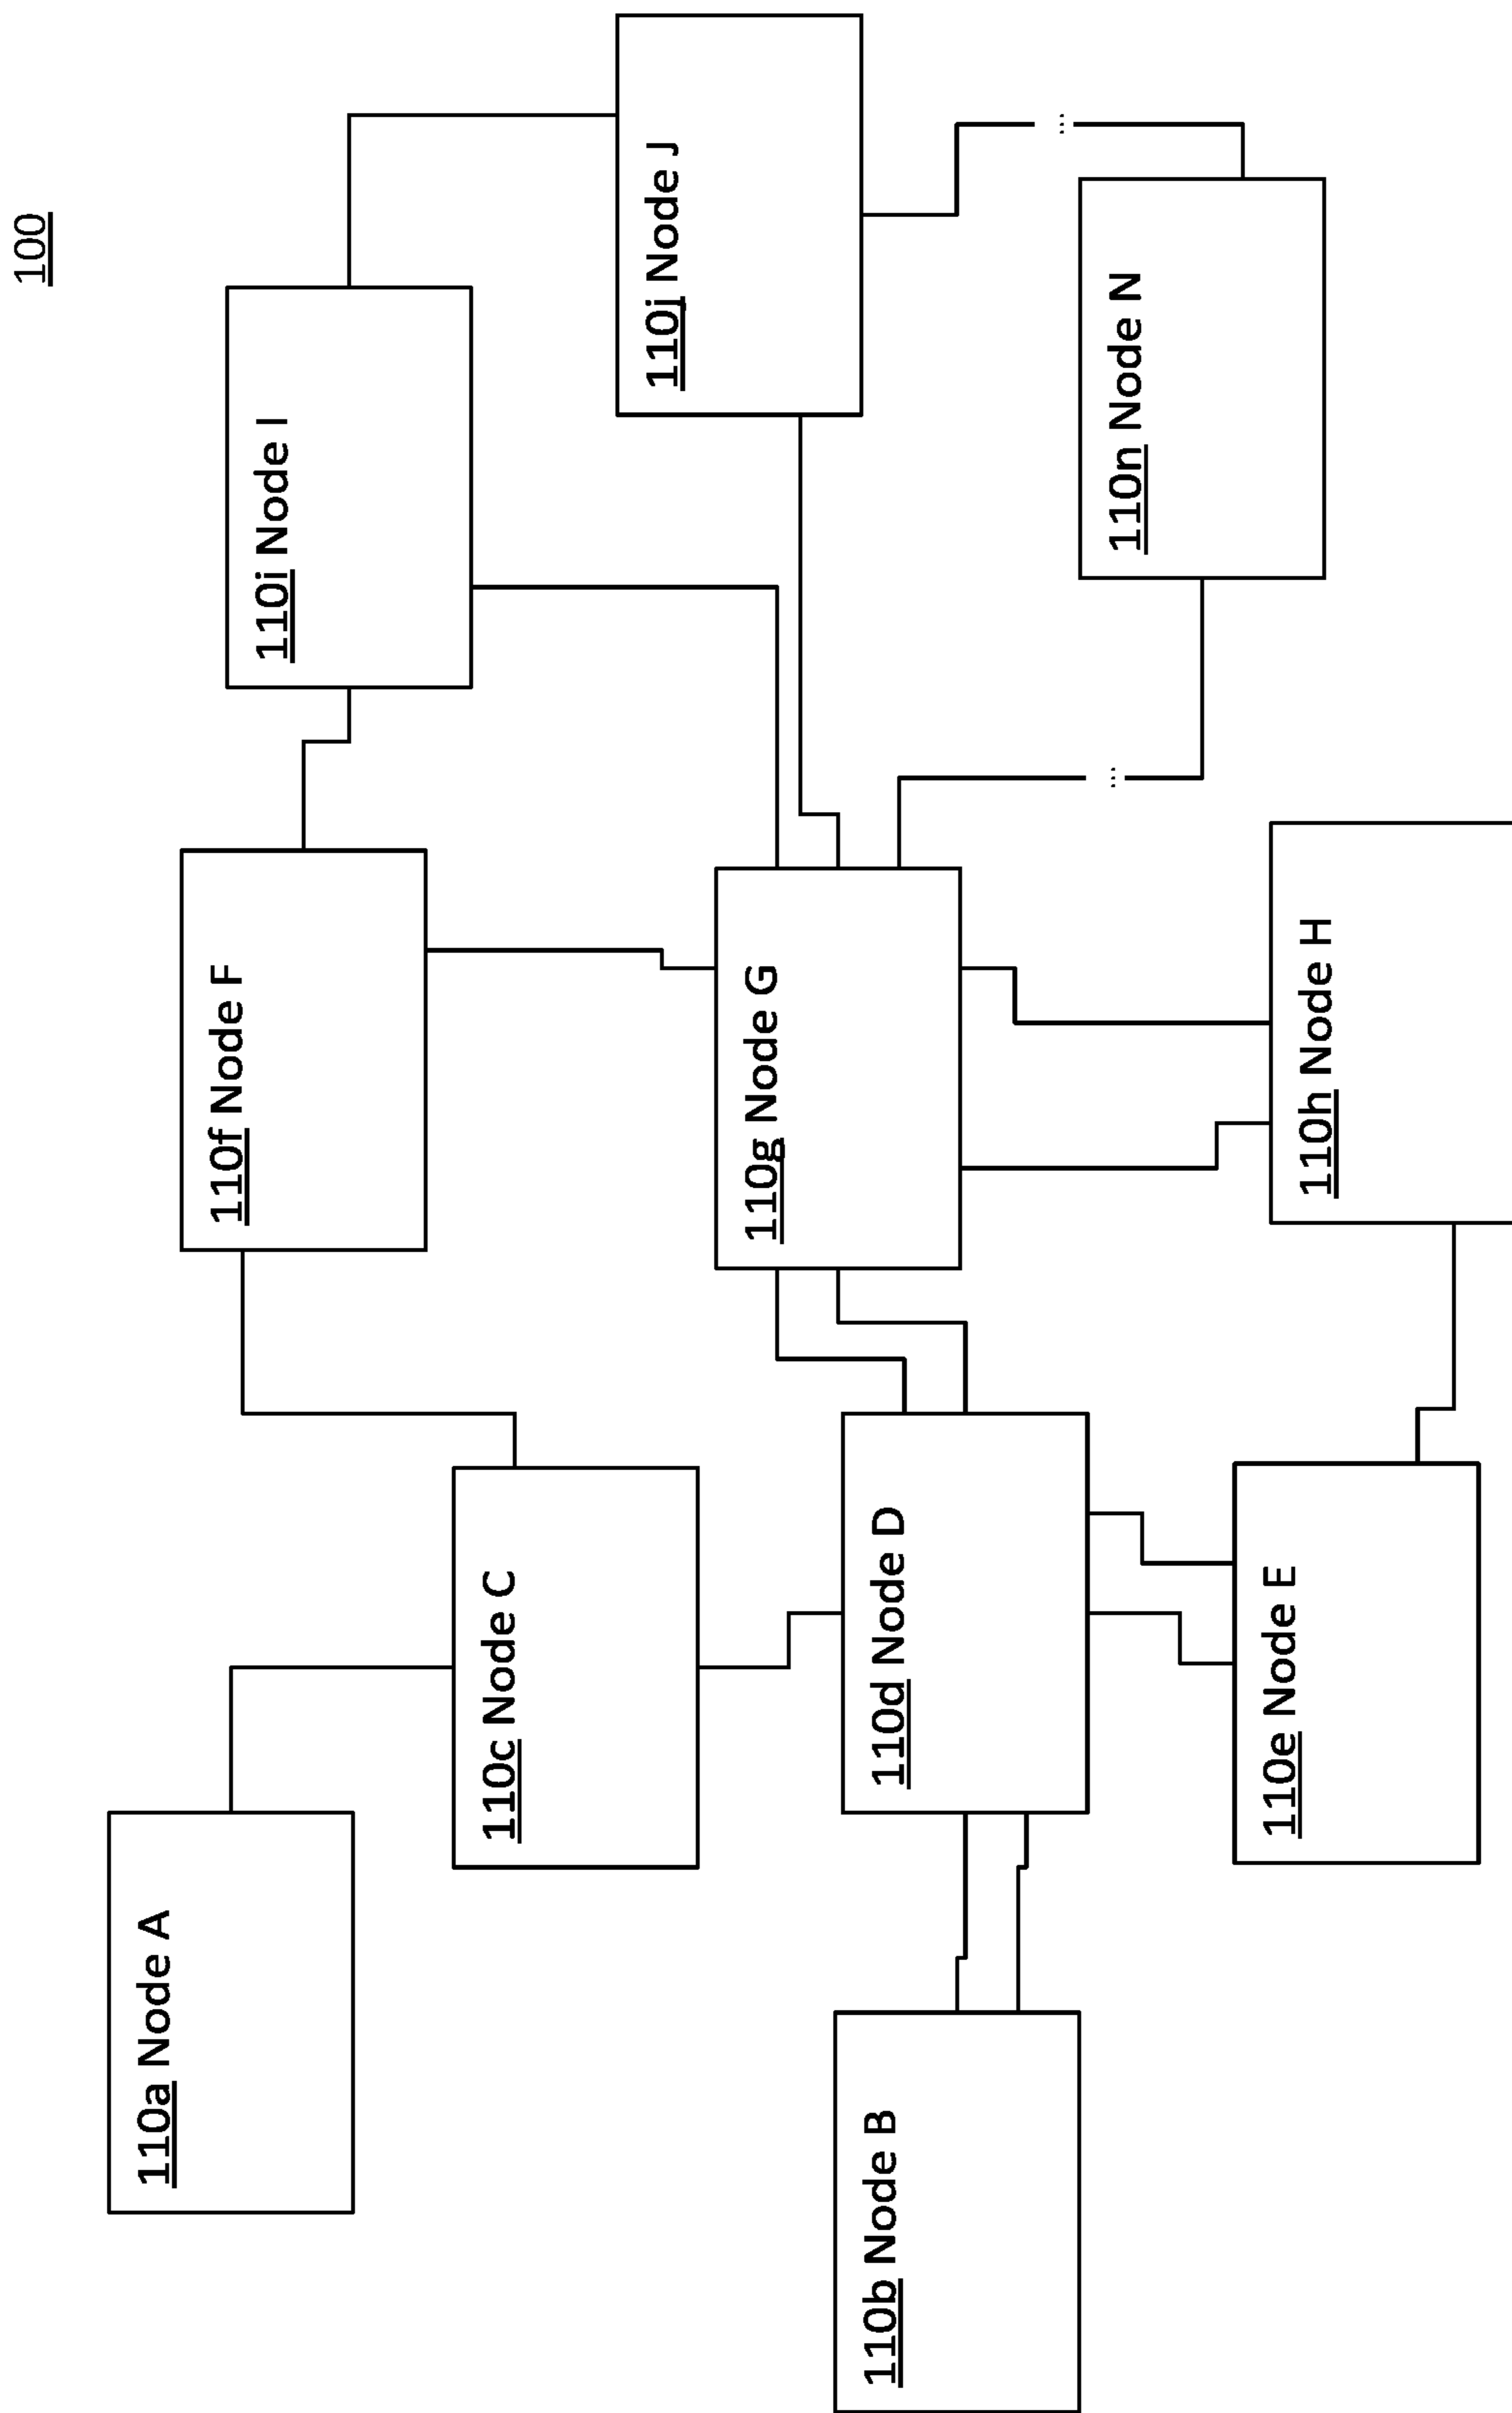 100
110a Node A
110b Node B
110c Node C
110d Node D
110e Node E
110f Node F
110g Node G
110h Node H
110i Node I
110j Node J
...
110n Node N
...